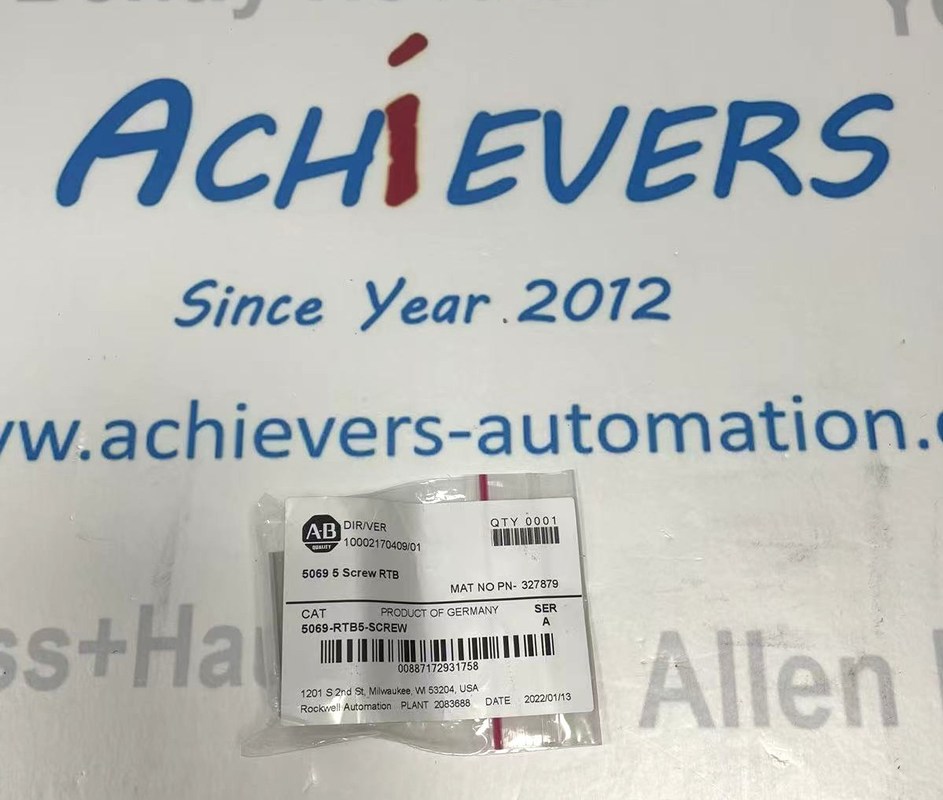 ACHiEVERS
Since Year 2012
ww.achievers-automation.
ss+Hau
Allen
A-B
QUALITY
DIR/VER
10002170409/01
QTY 0001
5069 5 Screw RTB
MAT NO PN- 327879
CAT PRODUCT OF GERMANY SER
5069-RTB5-SCREW A
00887172931758
1201 S 2nd St, Milwaukee, WI 53204, USA
Rockwell Automation PLANT 2083688 DATE 2022/01/13